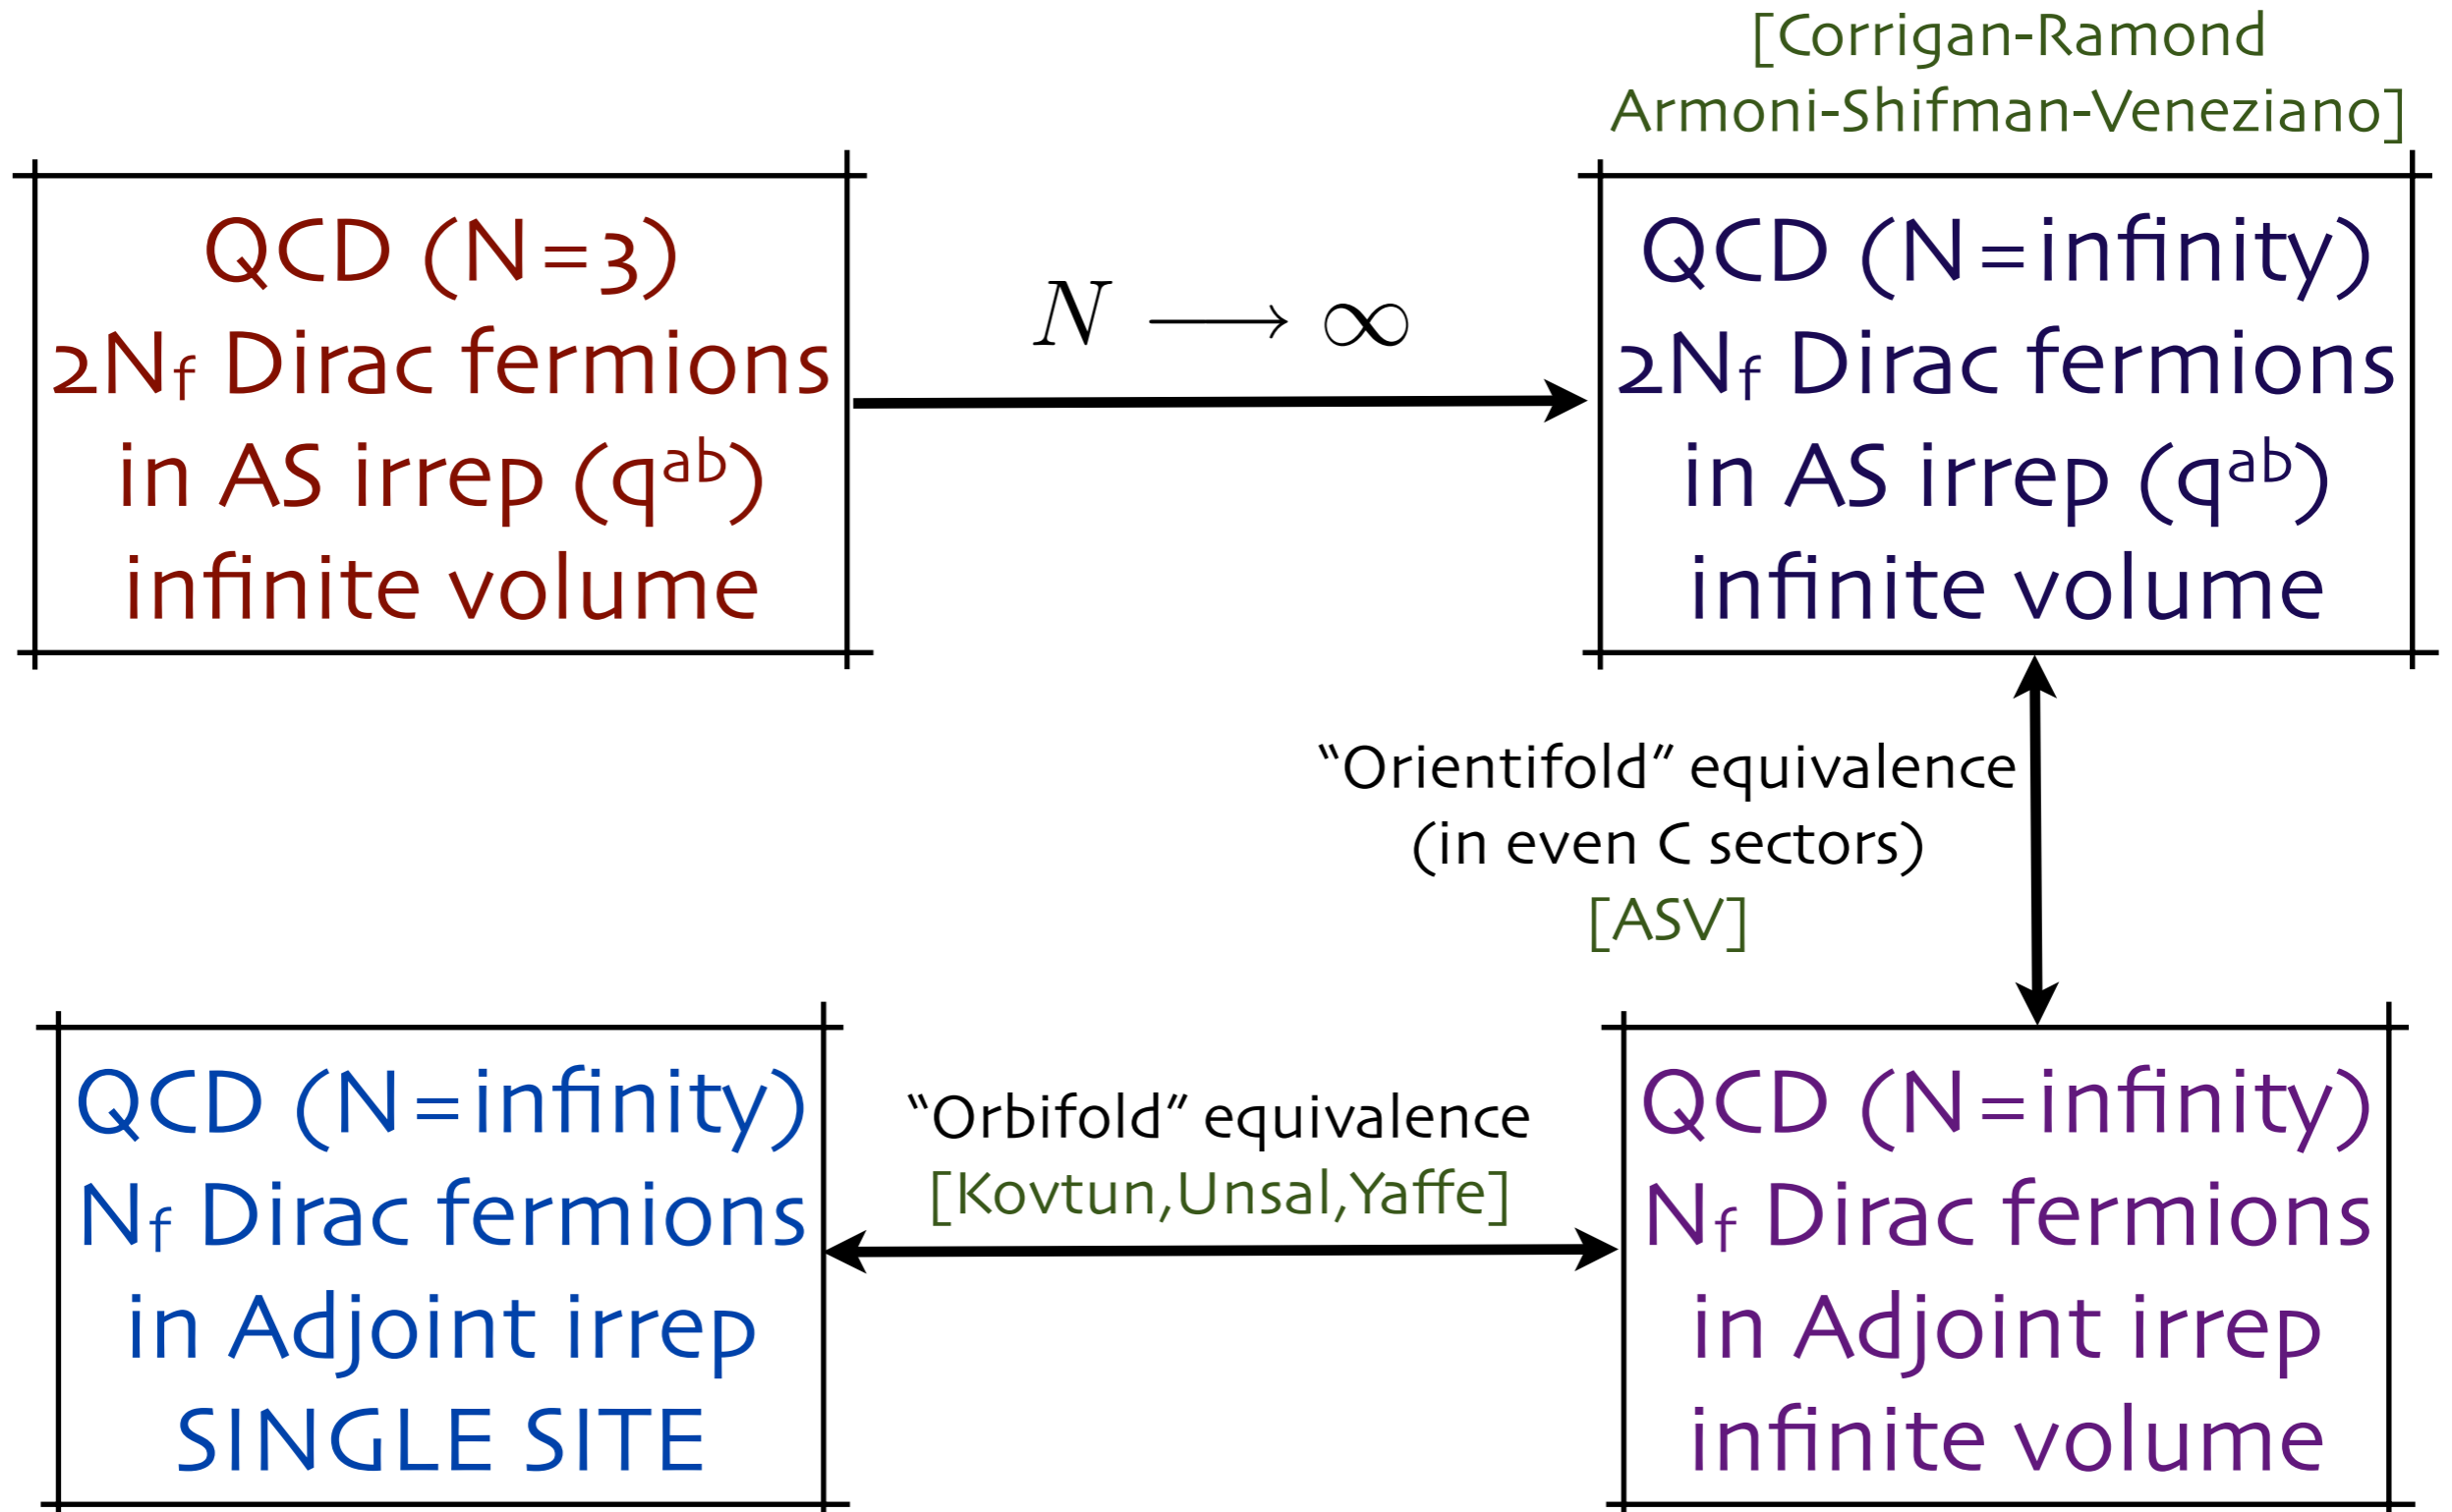 [Corrigan-Ramond
Armoni-Shifman-Veneziano]
QCD (N=3)
2Nf Dirac fermions
in AS irrep (qab)
infinite volume
N ⟶ ∞
QCD (N=infinity)
2Nf Dirac fermions
in AS irrep (qab)
infinite volume
“Orientifold” equivalence
(in even C sectors)
[ASV]
QCD (N=infinity)
Nf Dirac fermions
in Adjoint irrep
SINGLE SITE
“Orbifold” equivalence
[Kovtun,Unsal,Yaffe]
QCD (N=infinity)
Nf Dirac fermions
in Adjoint irrep
infinite volume